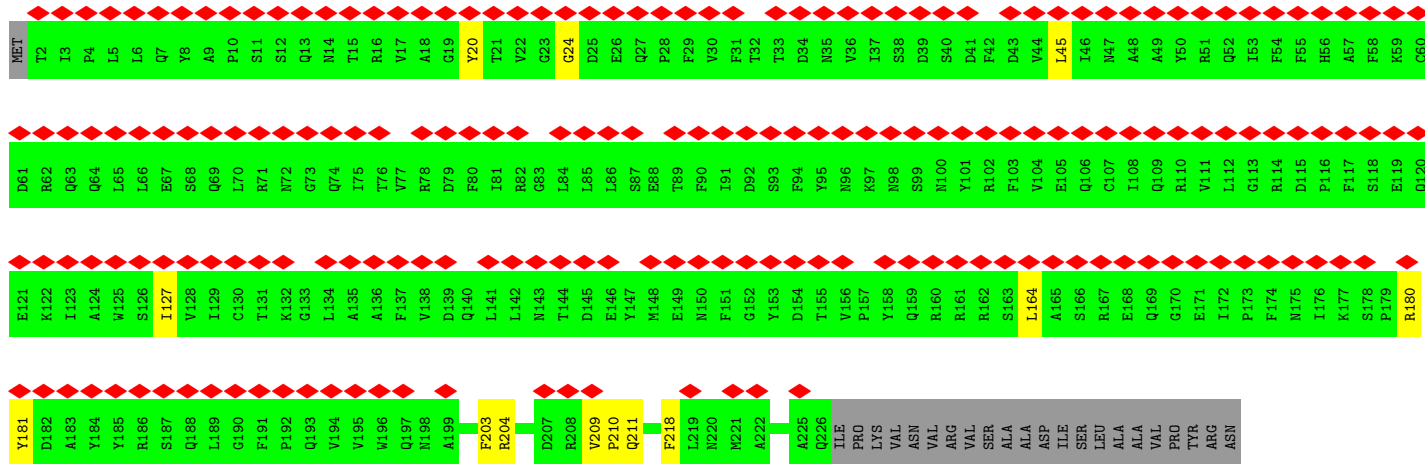 MET T2 I3 P4 L5 L6 Q7 Y8 A9 P10 S11 S12 Q13 N14 T15 R16 V17 A18 G19 Y20 T21 V22 G23 G24 D25 E26 Q27 P28 F29 V30 F31 T32 T33 D34 N35 V36 I37 S38 D39 S40 D41 F42 D43 V44 L45 I46 N47 A48 A49 Y50 R51 Q52 I53 F54 F55 H56 A57 F58 K59 C60
D61 R62 Q63 Q64 L65 L66 E67 S68 Q69 L70 R71 N72 G73 Q74 I75 T76 V77 R78 D79 F80 I81 R82 G83 L84 L85 L86 S87 E88 T89 F90 I91 D92 S93 F94 Y95 N96 K97 N98 S99 N100 Y101 R102 F103 V104 E105 Q106 C107 I108 Q109 R110 V111 L112 G113 R114 D115 P116 F117 S118 E119 Q120
E121 K122 I123 A124 W125 S126 I127 V128 I129 C130 T131 K132 G133 L134 A135 A136 F137 V138 D139 Q140 L141 L142 N143 T144 D145 E146 Y147 M148 E149 N150 F151 G152 Y153 D154 T155 V156 P157 Y158 Q159 R160 R161 R162 S163 L164 A165 S166 R167 E168 Q169 G170 E171 I172 P173 F174 N175 I176 K177 S178 P179 R180
Y181 D182 A183 Y184 Y185 R186 S187 Q188 L189 G190 F191 P192 Q193 V194 V195 W196 Q197 N198 A199 F203 R204 D207 R208 V209 P210 Q211 F218 L219 N220 M221 A222 A225 Q226 ILE PRO LYS VAL ASN VAL ARG VAL SER ALA ALA ASP ILE SER LEU ALA ALA VAL PRO TYR ARG ASN